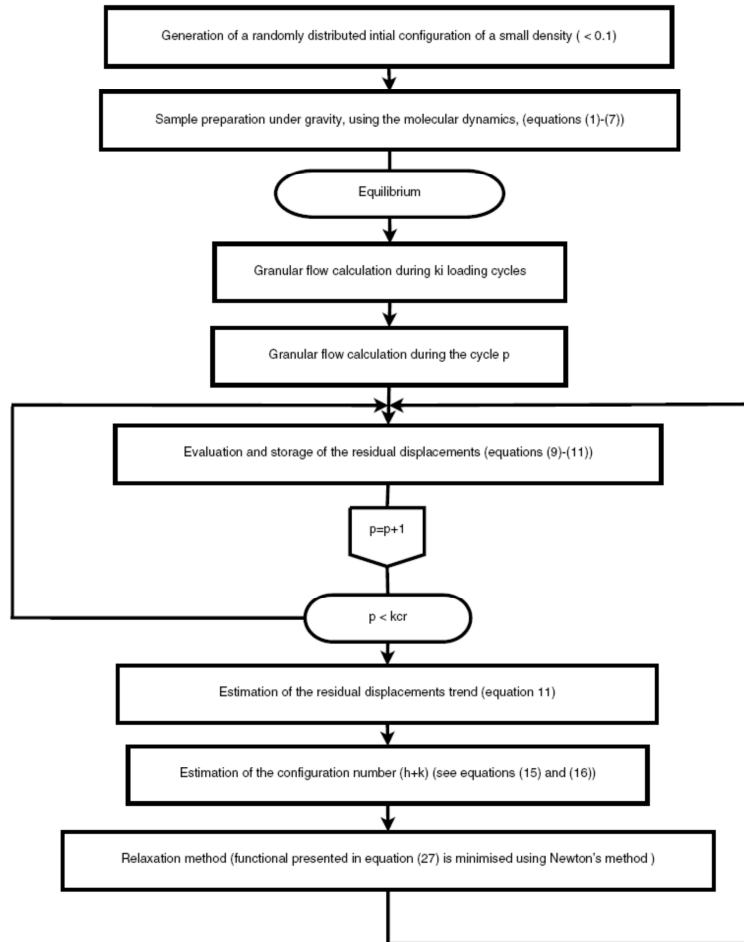 Generation of a randomly distributed intial configuration of a small density ( < 0.1)
Sample preparation under gravity, using the molecular dynamics, (equations (1)-(7))
Equilibrium
Granular flow calculation during ki loading cycles
Granular flow calculation during the cycle p
Evaluation and storage of the residual displacements (equations (9)-(11))
p=p+1
p < kcr
Estimation of the residual displacements trend (equation 11)
Estimation of the configuration number (h+k) (see equations (15) and (16))
Relaxation method (functional presented in equation (27) is minimised using Newton's method )